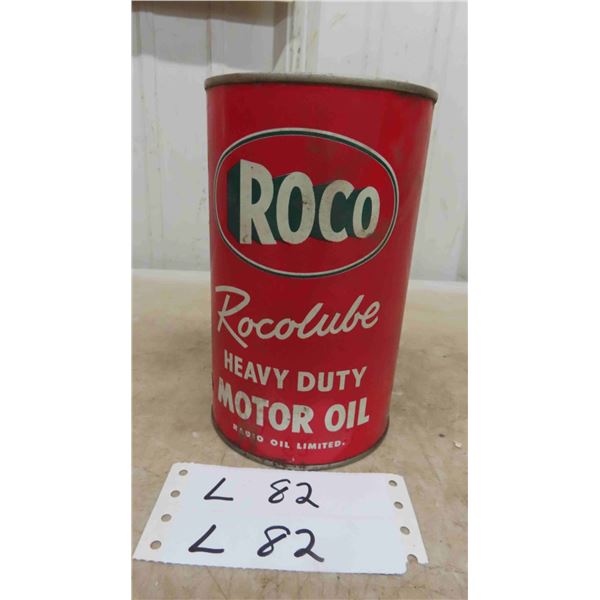 ROCO
Rocolube
HEAVY DUTY
MOTOR OIL
RADIO OIL LIMITED.
L 82
L 82